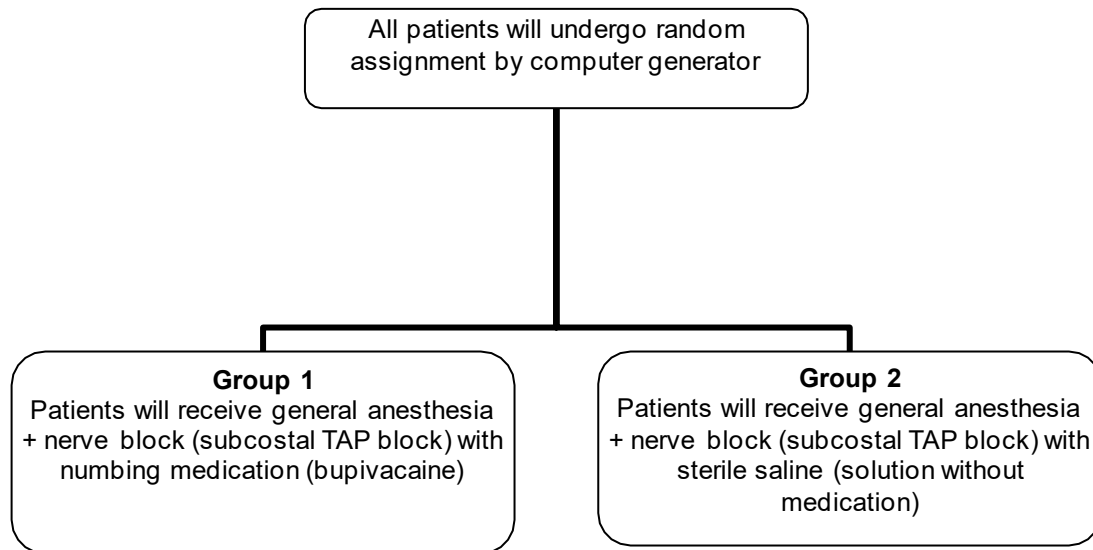 All patients will undergo random
assignment by computer generator
Group 1
Patients will receive general anesthesia
+ nerve block (subcostal TAP block) with
numbing medication (bupivacaine)
Group 2
Patients will receive general anesthesia
+ nerve block (subcostal TAP block) with
sterile saline (solution without
medication)